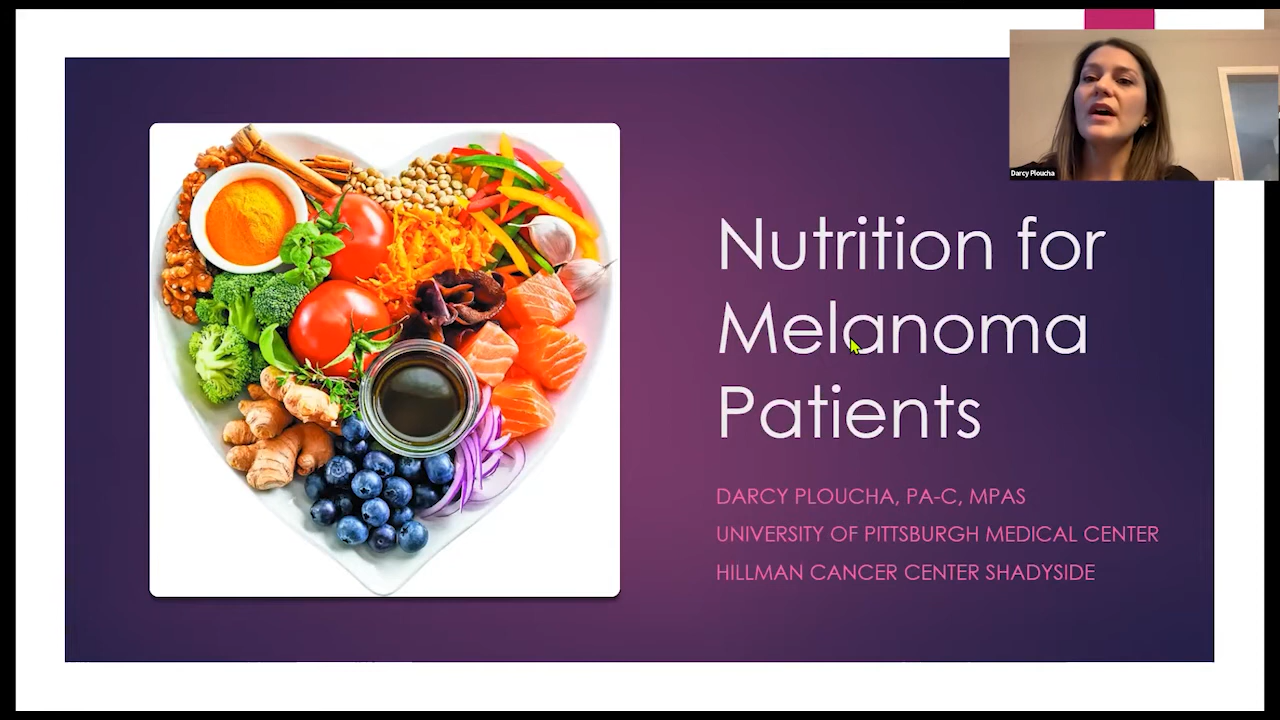 Darcy Ploucha
Nutrition for
Melanoma
Patients
DARCY PLOUCHA, PA-C, MPAS
UNIVERSITY OF PITTSBURGH MEDICAL CENTER
HILLMAN CANCER CENTER SHADYSIDE